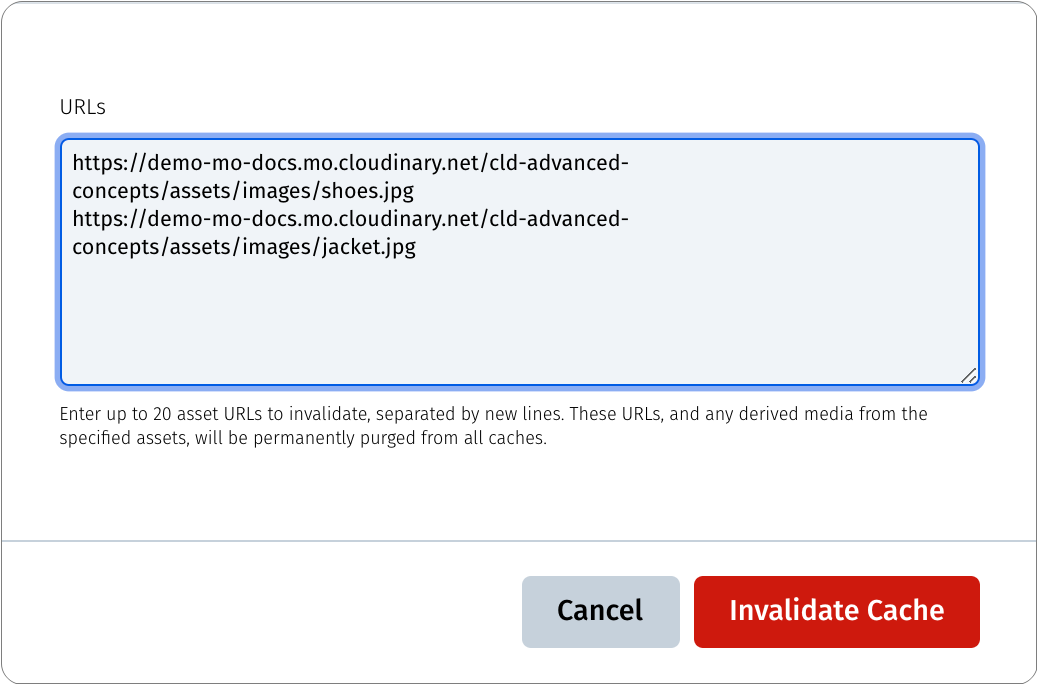 URLs
https://demo-mo-docs.mo.cloudinary.net/cld-advanced-
concepts/assets/images/shoes.jpg
https://demo-mo-docs.mo.cloudinary.net/cld-advanced-
concepts/assets/images/jacket.jpg
Enter up to 20 asset URLs to invalidate, separated by new lines. These URLs, and any derived media from the
specified assets, will be permanently purged from all caches.
Cancel
Invalidate Cache